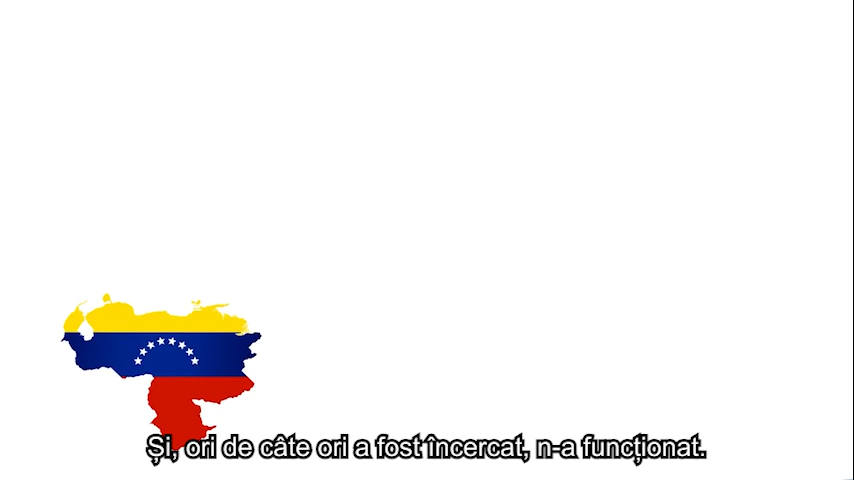 Și, ori de câte ori a fost încercat, n-a funcționat.